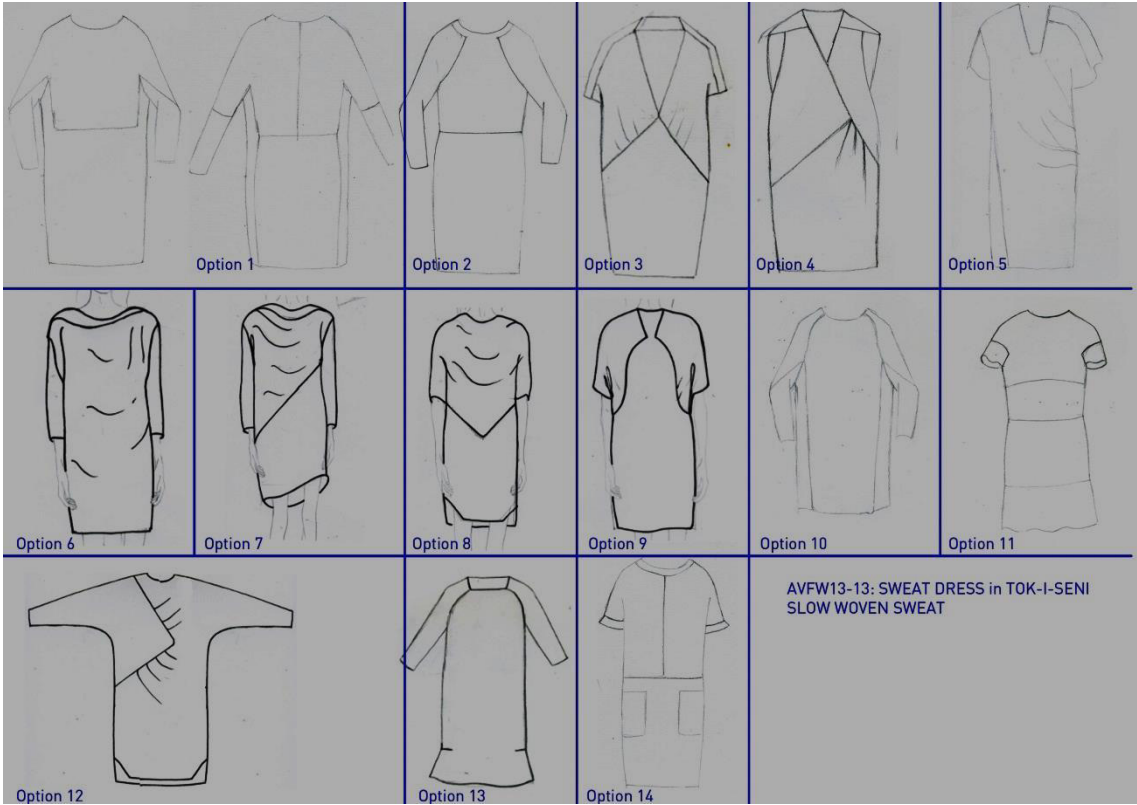 Option 1
Option 2
Option 3
Option 4
Option 5
Option 6
Option 7
Option 8
Option 9
Option 10
Option 11
Option 12
Option 13
Option 14
AVFW13-13: SWEAT DRESS in TOK-I-SENI
SLOW WOVEN SWEAT